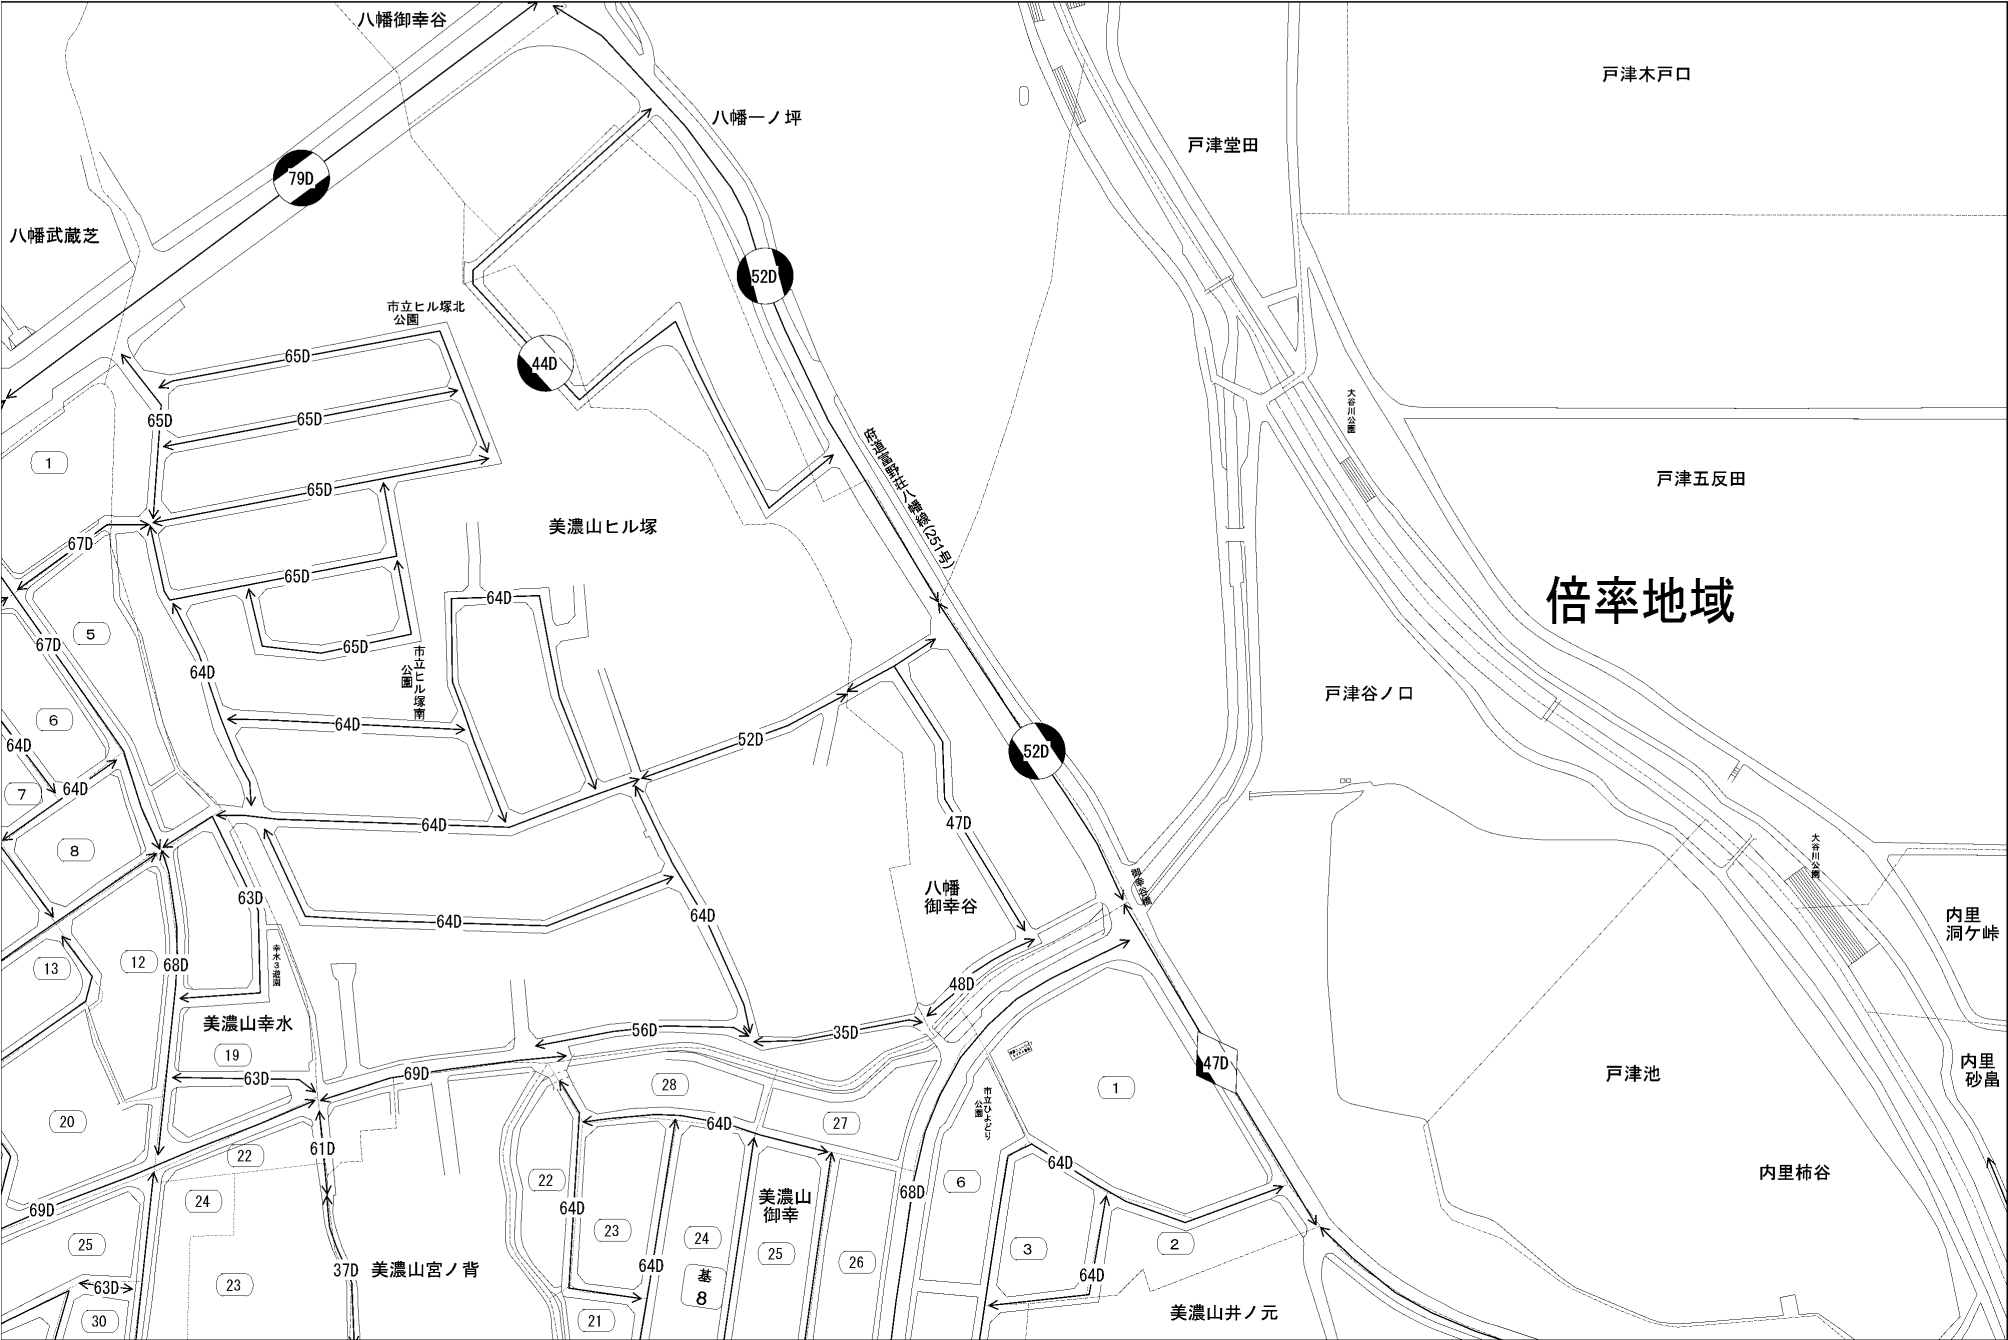 八幡御幸谷
戸津木戸口
八幡一ノ坪
戸津堂田
79D
八幡武蔵芝
52D
市立ヒル塚北
公園
65D
44D
65D
65D
大谷川公園
府道富野荘八幡線(251号)
1
65D
戸津五反田
美濃山ヒル塚
67D
65D
64D
倍率地域
5
67D
65D
64D
市立ヒル塚南
公園
戸津谷ノ口
6
64D
64D
52D
52D
7
64D
64D
47D
8
大谷川公園
63D
64D
64D
八幡
御幸谷
御幸谷園
内里
洞ケ峠
13
12
68D
幸水3遊園
48D
美濃山幸水
56D
35D
19
63D
69D
28
47D
1
戸津池
内里
砂畠
市立ひよどり
公園
20
64D
27
22
61D
64D
内里柿谷
24
22
64D
68D
6
美濃山
御幸
69D
23
24
25
26
3
2
25
37D
美濃山宮ノ背
64D
64D
63D
23
基
8
30
21
美濃山井ノ元